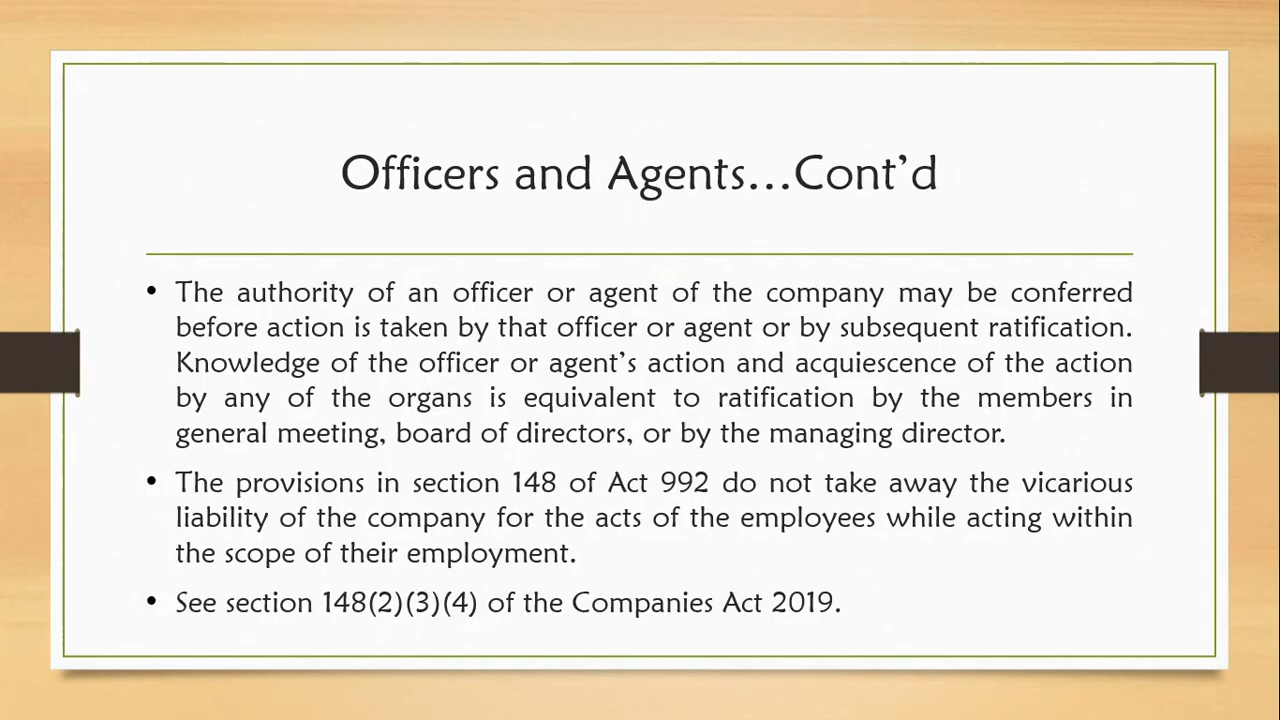 Officers and Agents...Cont’d
• The authority of an officer or agent of the company may be conferred
before action is taken by that officer or agent or by subsequent ratification.
Knowledge of the officer or agent’s action and acquiescence of the action
by any of the organs is equivalent to ratification by the members in
general meeting, board of directors, or by the managing director.
• The provisions in section 148 of Act 992 do not take away the vicarious
liability of the company for the acts of the employees while acting within
the scope of their employment.
• See section 148(2)(3)(4) of the Companies Act 2019.